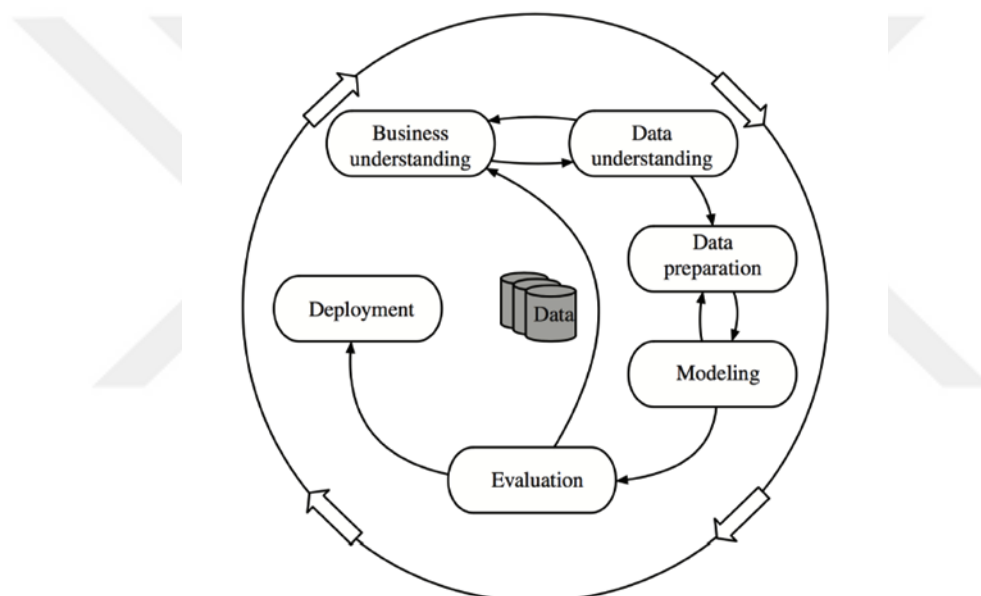 Business
understanding
Data
understanding
Data
preparation
Deployment
Data
Modeling
Evaluation